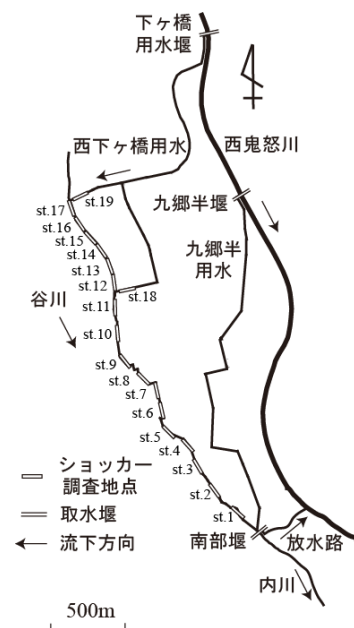 下ヶ橋
用水堰
西鬼怒川
西下ヶ橋用水
st.19
st.17
st.16
st.15
st.14
st.13
st.12
st.11
st.18
九郷半堰
九郷半
用水
谷川
st.10
st.9
st.8
st.7
st.6
st.5
st.4
st.3
st.2
st.1
ショッカー
調査地点
取水堰
流下方向
南部堰
放水路
内川
500m